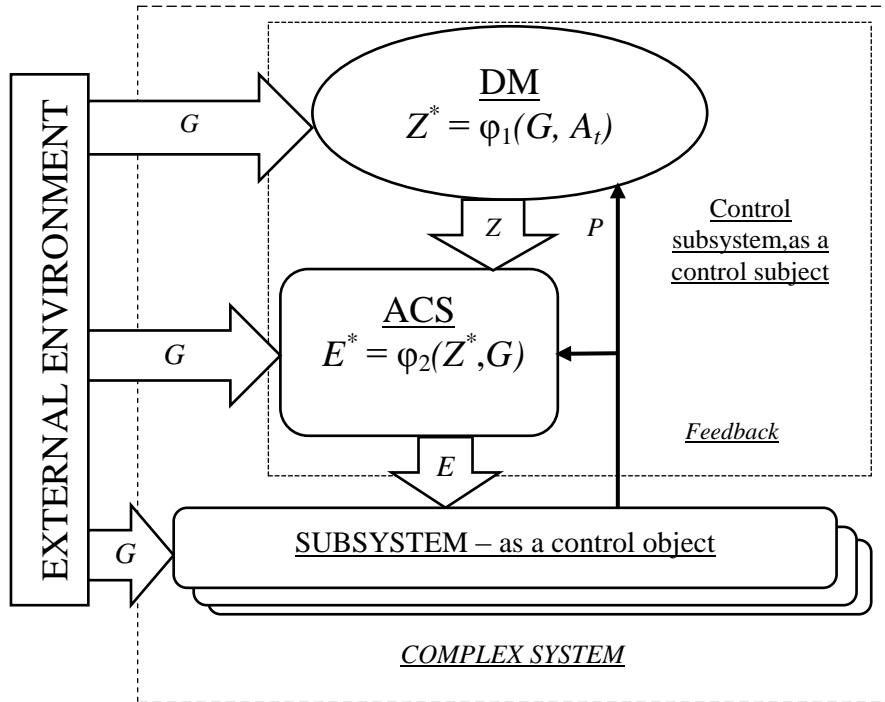 EXTERNAL ENVIRONMENT
G
DM
Z* = φ₁(G, Aₜ)
Z
P
Control
subsystem,as a
control subject
G
ACS
E* = φ₂(Z*,G)
Feedback
E
G
SUBSYSTEM – as a control object
COMPLEX SYSTEM